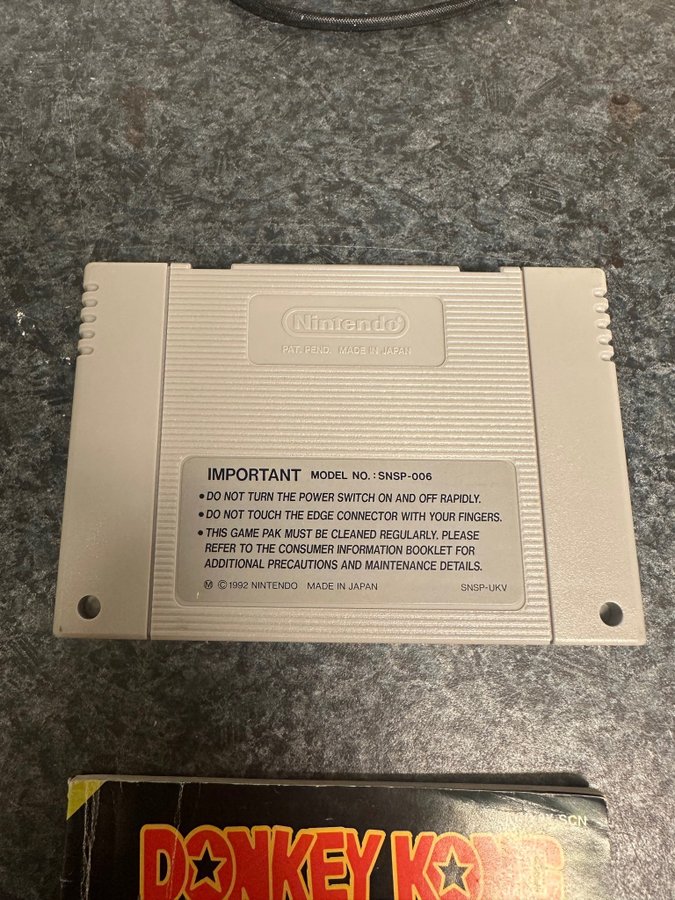 Nintendo
PAT. PEND. MADE IN JAPAN
IMPORTANT MODEL NO.: SNSP-006
• DO NOT TURN THE POWER SWITCH ON AND OFF RAPIDLY.
• DO NOT TOUCH THE EDGE CONNECTOR WITH YOUR FINGERS.
• THIS GAME PAK MUST BE CLEANED REGULARLY. PLEASE
REFER TO THE CONSUMER INFORMATION BOOKLET FOR
ADDITIONAL PRECAUTIONS AND MAINTENANCE DETAILS.
Ⓜ © 1992 NINTENDO MADE IN JAPAN SNSP-UKV
DONKEY KONG